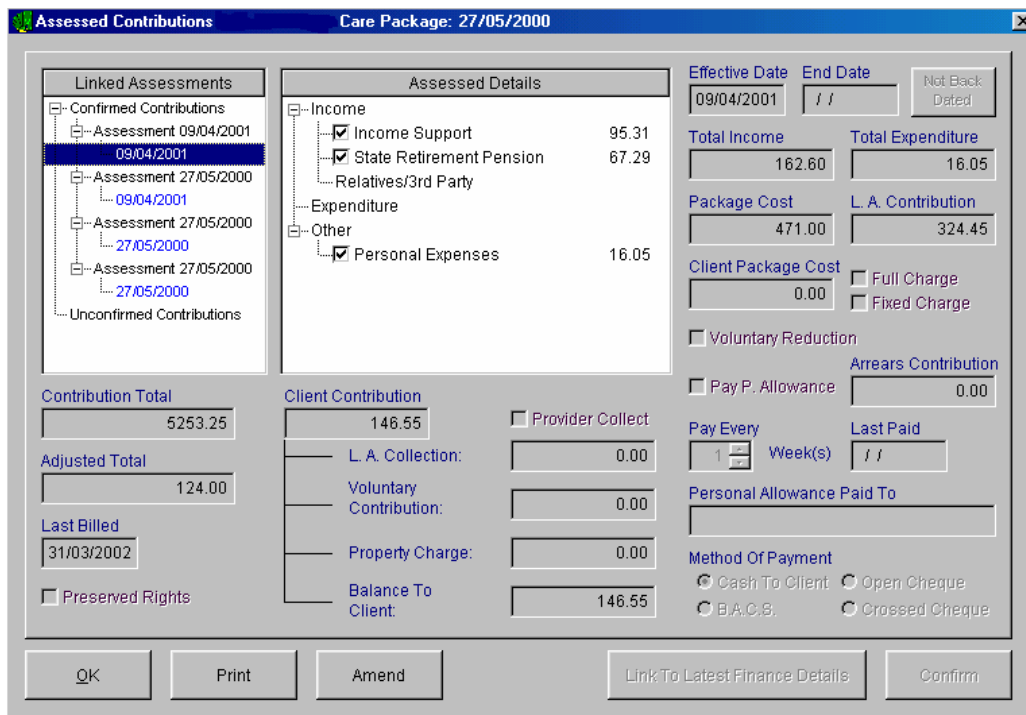 Assessed Contributions Care Package: 27/05/2000
Linked Assessments
Confirmed Contributions
Assessment 09/04/2001
09/04/2001
Assessment 27/05/2000
09/04/2001
Assessment 27/05/2000
27/05/2000
Assessment 27/05/2000
27/05/2000
Unconfirmed Contributions
Assessed Details
Income
Income Support 95.31
State Retirement Pension 67.29
Relatives/3rd Party
Expenditure
Other
Personal Expenses 16.05
Effective Date End Date
09/04/2001 / /
Not Back
Dated
Total Income Total Expenditure
162.60 16.05
Package Cost L. A. Contribution
471.00 324.45
Client Package Cost
0.00
Full Charge
Fixed Charge
Voluntary Reduction
Arrears Contribution
Pay P. Allowance 0.00
Pay Every Last Paid
1 Week(s) / /
Personal Allowance Paid To
Method Of Payment
Cash To Client Open Cheque
B.A.C.S. Crossed Cheque
Contribution Total
5253.25
Adjusted Total
124.00
Last Billed
31/03/2002
Preserved Rights
Client Contribution
146.55
Provider Collect
L. A. Collection: 0.00
Voluntary
Contribution: 0.00
Property Charge: 0.00
Balance To
Client: 146.55
OK Print Amend Link To Latest Finance Details Confirm